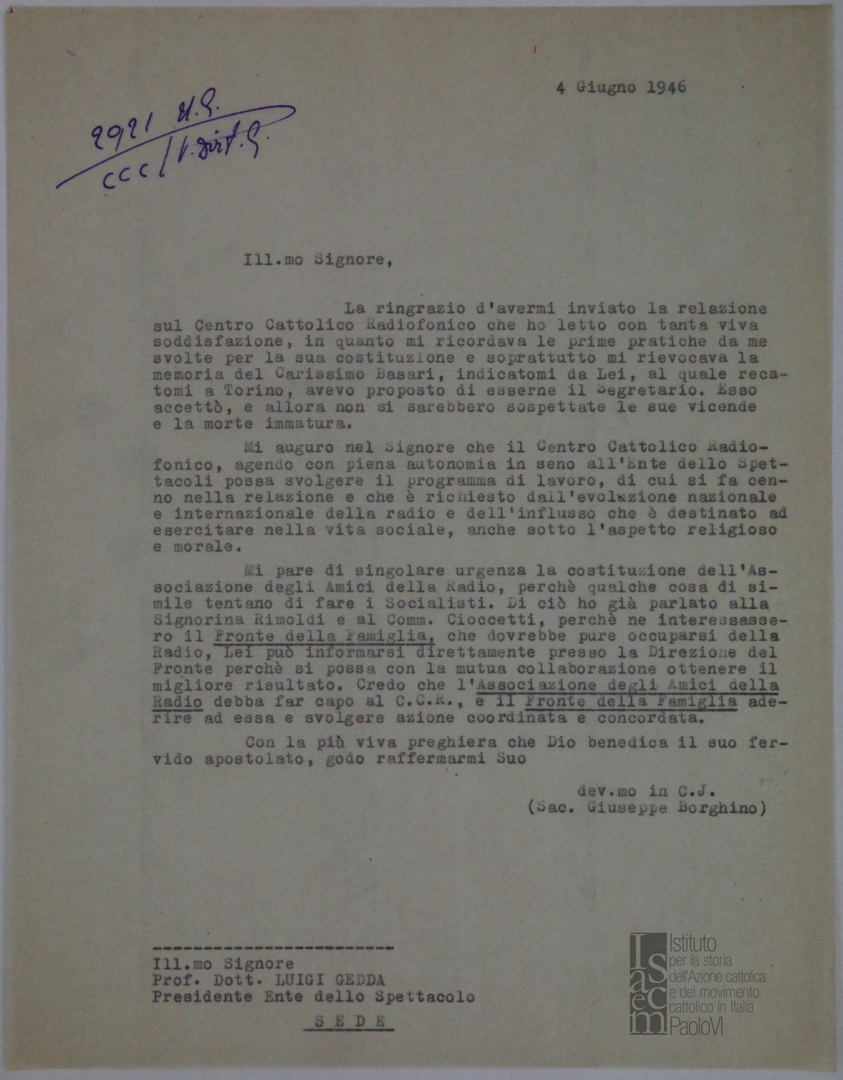 4 Giugno 1946
2921 U.G.
CCC/V.Dirt.G.
Ill.mo Signore,
La ringrazio d'avermi inviato la relazione
sul Centro Cattolico Radiofonico che ho letto con tanta viva
soddisfazione, in quanto mi ricordava le prime pratiche da me
svolte per la sua costituzione e soprattutto mi rievocava la
memoria del Carissimo Basari, indicatomi da Lei, al quale reca-
tomi a Torino, avevo proposto di esserne il Segretario. Esso
accettò, e allora non si sarebbero sospettate le sue vicende
e la morte immatura.
Mi auguro nel Signore che il Centro Cattolico Radio-
fonico, agendo con piena autonomia in seno all'Ente dello Spet-
tacoli possa svolgere il programma di lavoro, di cui si fa cen-
no nella relazione e che è richiesto dall'evoluzione nazionale
e internazionale della radio e dell'influsso che è destinato ad
esercitare nella vita sociale, anche sotto l'aspetto religioso
e morale.
Mi pare di singolare urgenza la costituzione dell'As-
sociazione degli Amici della Radio, perchè qualche cosa di si-
mile tentano di fare i Socialisti. Di ciò ho già parlato alla
Signorina Rimoldi e al Comm. Cioccetti, perchè ne interessasse-
ro il Fronte della Famiglia, che dovrebbe pure occuparsi della
Radio, Lei può informarsi direttamente presso la Direzione del
Fronte perchè si possa con la mutua collaborazione ottenere il
migliore risultato. Credo che l'Associazione degli Amici della
Radio debba far capo al C.C.R., e il Fronte della Famiglia ade-
rire ad essa e svolgere azione coordinata e concordata.
Con la più viva preghiera che Dio benedica il suo fer-
vido apostolato, godo raffermarmi Suo
dev.mo in C.J.
(Sac. Giuseppe Borghino)
Ill.mo Signore
Prof. Dott. LUIGI GEDDA
Presidente Ente dello Spettacolo
S E D E
Isacem
Istituto
per la storia
dell'Azione cattolica
e del movimento
cattolico in Italia
PaoloVI